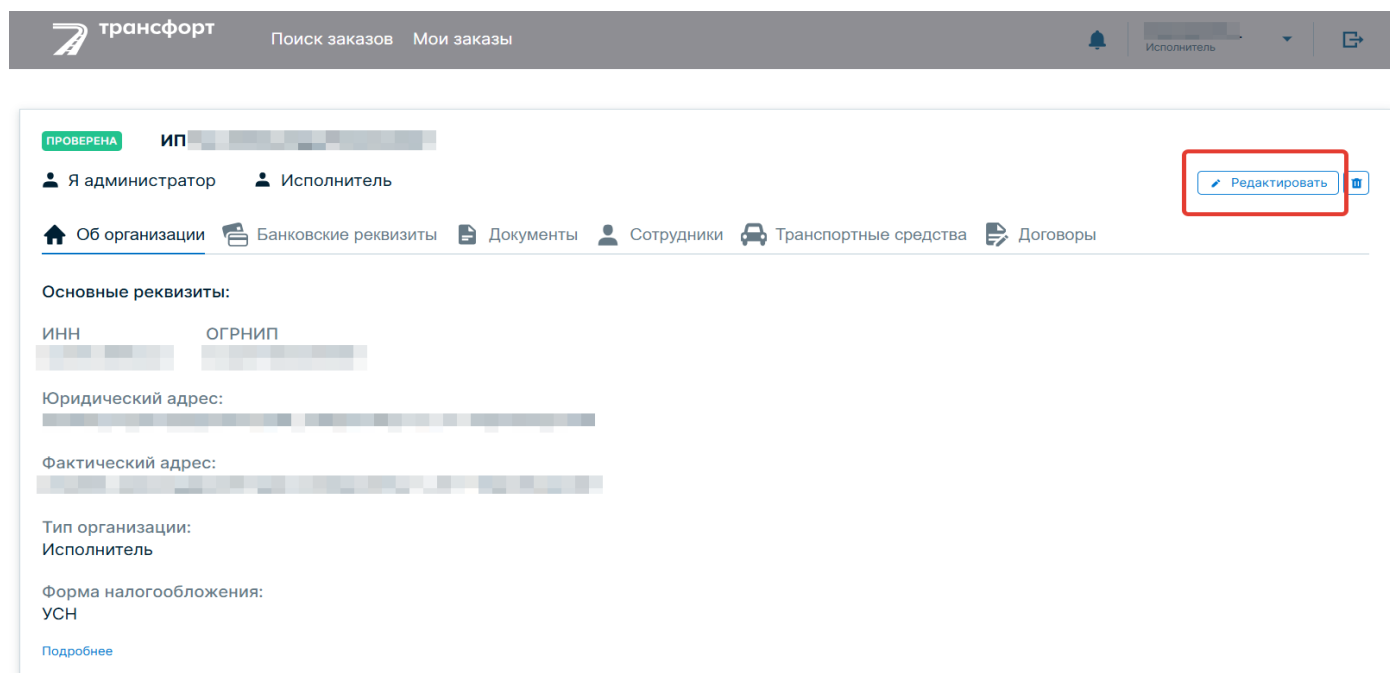 трансфорт
Поиск заказов Мои заказы
Исполнитель
ПРОВЕРЕНА ИП
Я администратор Исполнитель
Редактировать
Об организации Банковские реквизиты Документы Сотрудники Транспортные средства Договоры
Основные реквизиты:
ИНН ОГРНИП
Юридический адрес:
Фактический адрес:
Тип организации:
Исполнитель
Форма налогообложения:
УСН
Подробнее